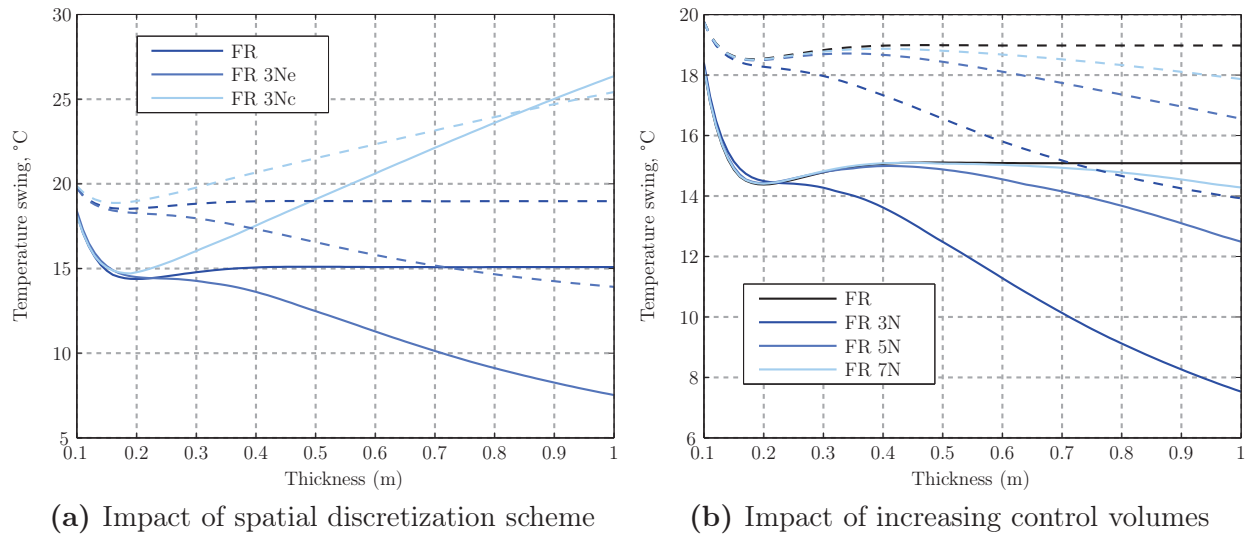 30
25
20
15
10
5
Temperature swing, °C
FR
FR 3Ne
FR 3Nc
0.1 0.2 0.3 0.4 0.5 0.6 0.7 0.8 0.9 1
Thickness (m)
(a) Impact of spatial discretization scheme
20
18
16
14
12
10
8
6
Temperature swing, °C
FR
FR 3N
FR 5N
FR 7N
0.1 0.2 0.3 0.4 0.5 0.6 0.7 0.8 0.9 1
Thickness (m)
(b) Impact of increasing control volumes